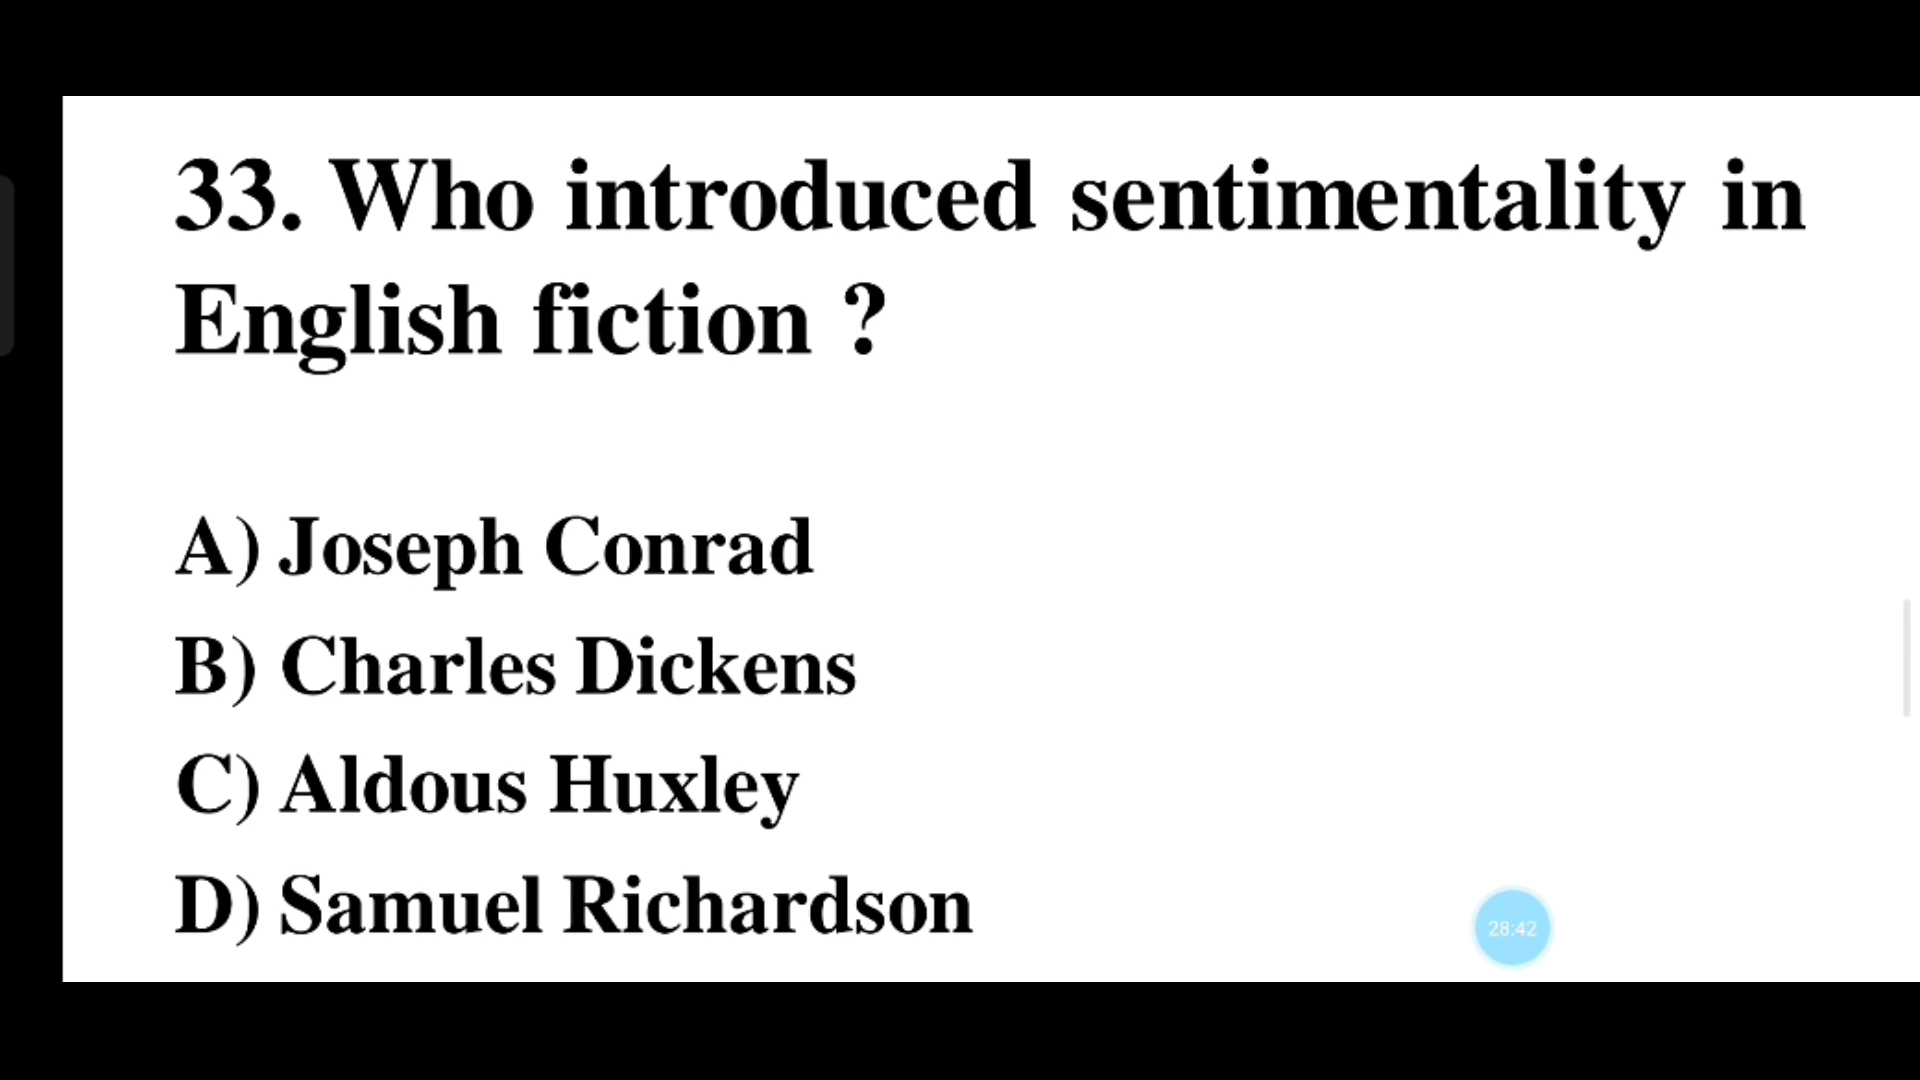 33. Who introduced sentimentality in
English fiction ?
A) Joseph Conrad
B) Charles Dickens
C) Aldous Huxley
D) Samuel Richardson
28:42